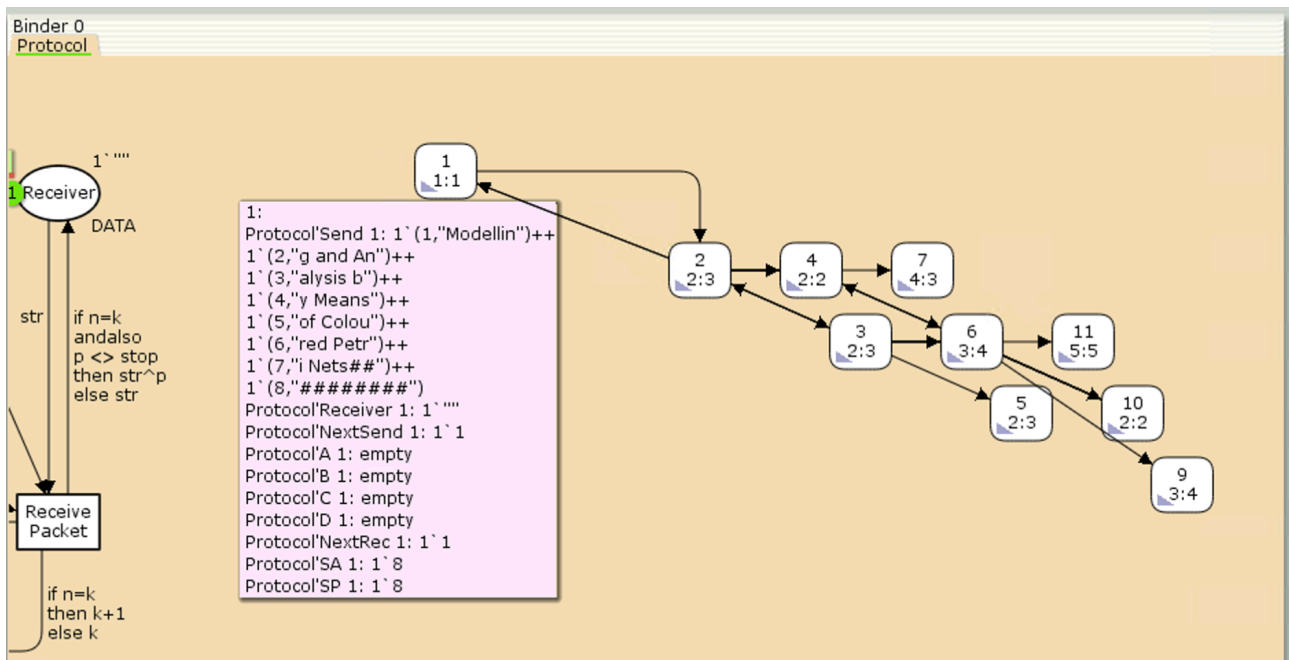 Binder 0
Protocol
1`""
1
Receiver
DATA
str
if n=k
andalso
p <> stop
then str^p
else str
Receive
Packet
if n=k
then k+1
else k
1:
Protocol'Send 1: 1`(1,"Modellin")++
1`(2,"g and An")++
1`(3,"alysis b")++
1`(4,"y Means")++
1`(5,"of Colou")++
1`(6,"red Petr")++
1`(7,"i Nets##")++
1`(8,"########")
Protocol'Receiver 1: 1`""
Protocol'NextSend 1: 1`1
Protocol'A 1: empty
Protocol'B 1: empty
Protocol'C 1: empty
Protocol'D 1: empty
Protocol'NextRec 1: 1`1
Protocol'SA 1: 1`8
Protocol'SP 1: 1`8
1
1:1
2
2:3
4
2:2
7
4:3
3
2:3
6
3:4
11
5:5
5
2:3
10
2:2
9
3:4